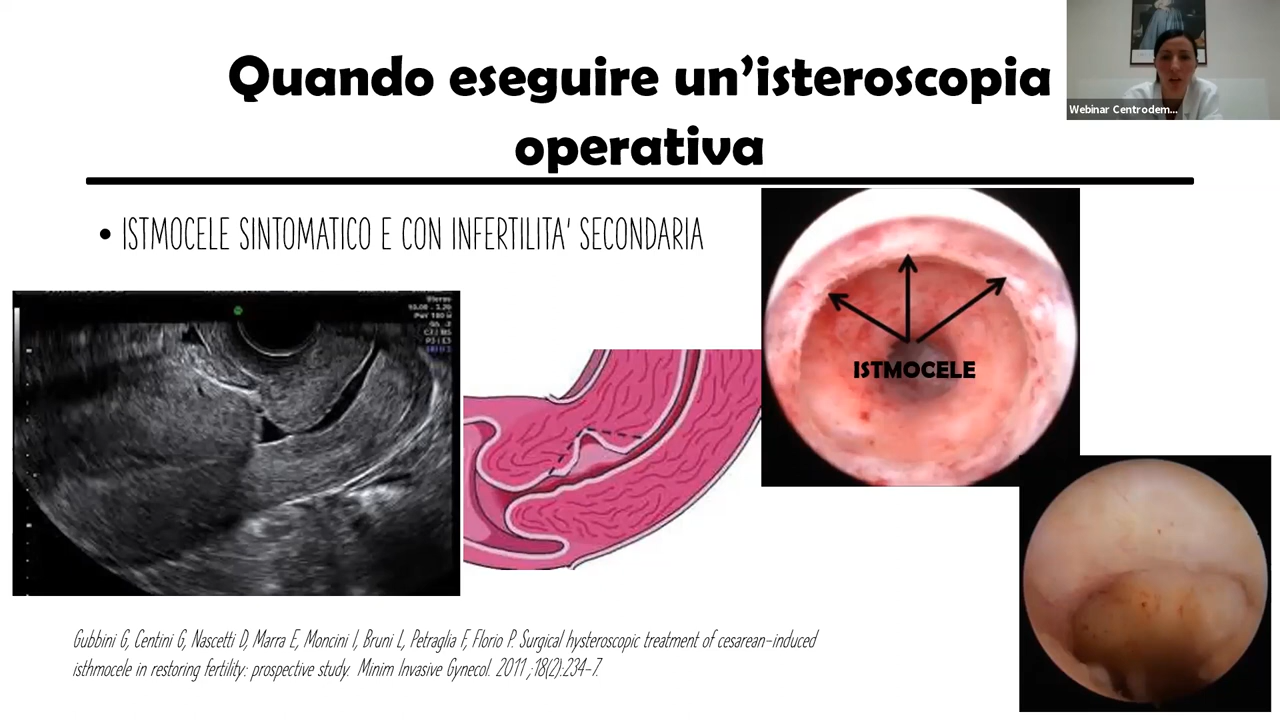 Quando eseguire un'isteroscopia
operativa
Webinar Centrodem...
• ISTMOCELE SINTOMATICO E CON INFERTILITA' SECONDARIA
ISTMOCELE
Gubbini G, Centini G, Nascetti D, Marra E, Moncini I, Bruni L, Petraglia F, Florio P. Surgical hysteroscopic treatment of cesarean-induced
isthmocele in restoring fertility: prospective study. Minim Invasive Gynecol. 2011 ;18(2):234-7.